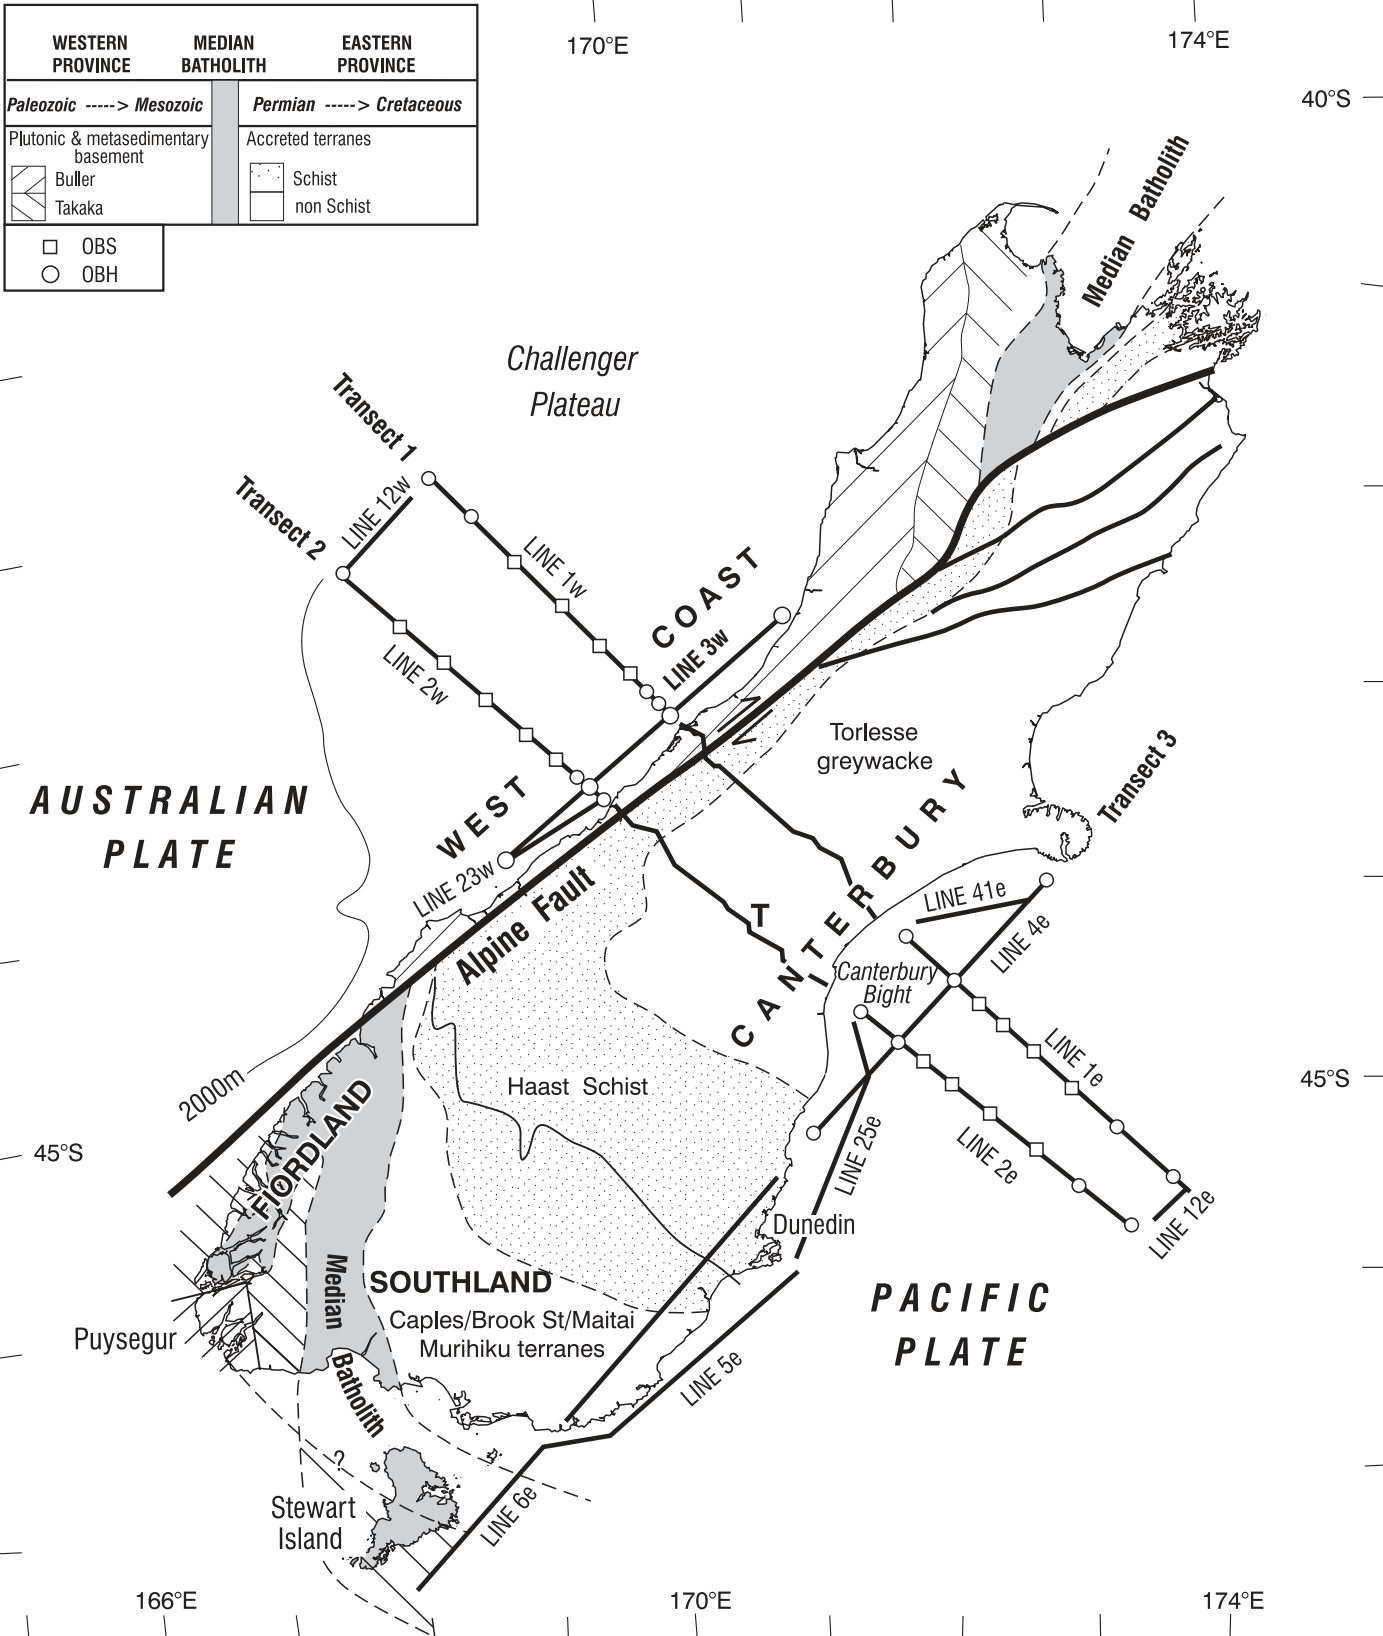 WESTERN PROVINCE
MEDIAN BATHOLITH
EASTERN PROVINCE
Paleozoic -----> Mesozoic
Permian -----> Cretaceous
Plutonic & metasedimentary
basement
Buller
Takaka
Accreted terranes
Schist
non Schist
OBS
OBH
170°E
174°E
40°S
Median Batholith
Challenger
Plateau
Transect 1
Transect 2
LINE 12w
LINE 1w
LINE 2w
WEST COAST
LINE 3w
LINE 23w
Torlesse
greywacke
Transect 3
AUSTRALIAN
PLATE
Alpine Fault
T
CANTERBURY
LINE 41e
LINE 4e
Canterbury
Bight
LINE 1e
LINE 2e
LINE 12e
LINE 25e
2000m
Haast Schist
45°S
45°S
FIORDLAND
Dunedin
Median
Batholith
SOUTHLAND
Caples/Brook St/Maitai
Murihiku terranes
PACIFIC
PLATE
Puysegur
LINE 5e
?
Stewart
Island
LINE 6e
166°E
170°E
174°E